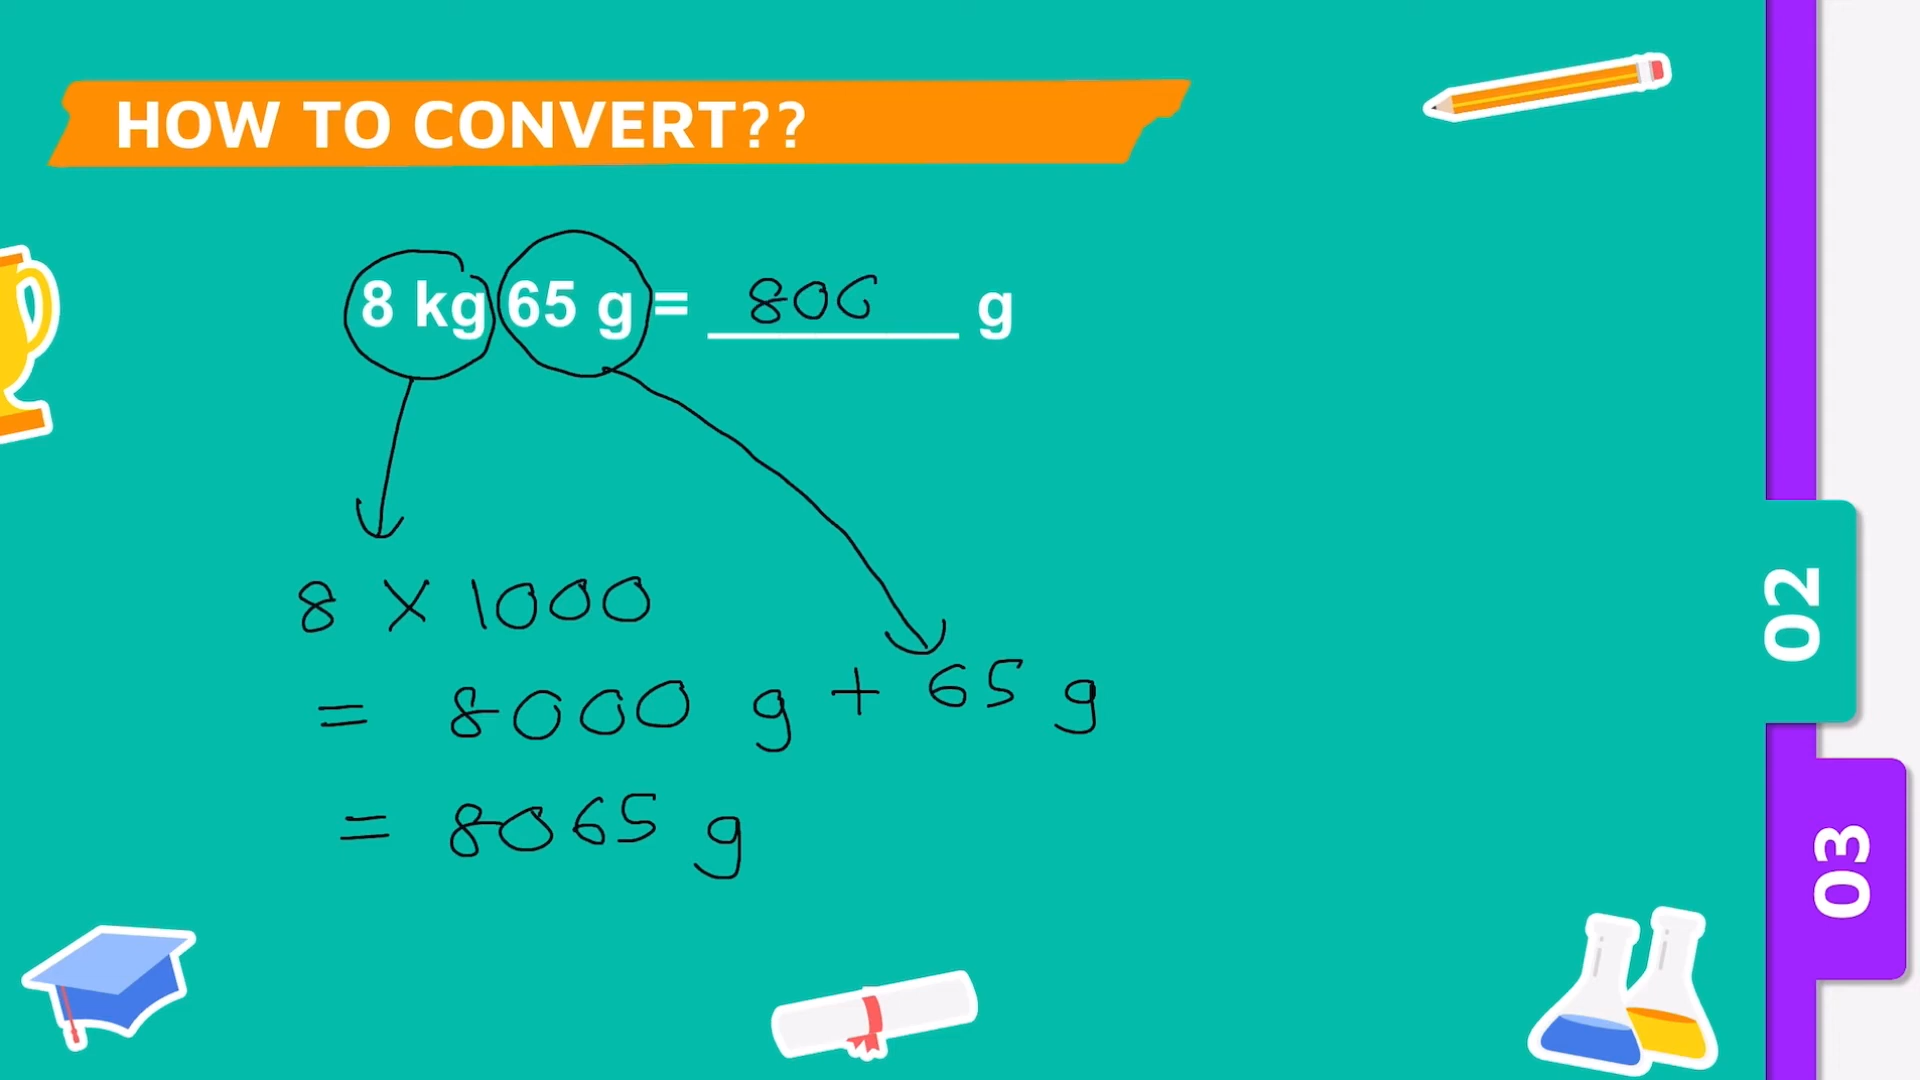 HOW TO CONVERT??
8 kg 65 g = 806 g
8 × 1000
= 8000 g + 65 g
= 8065 g
02
03